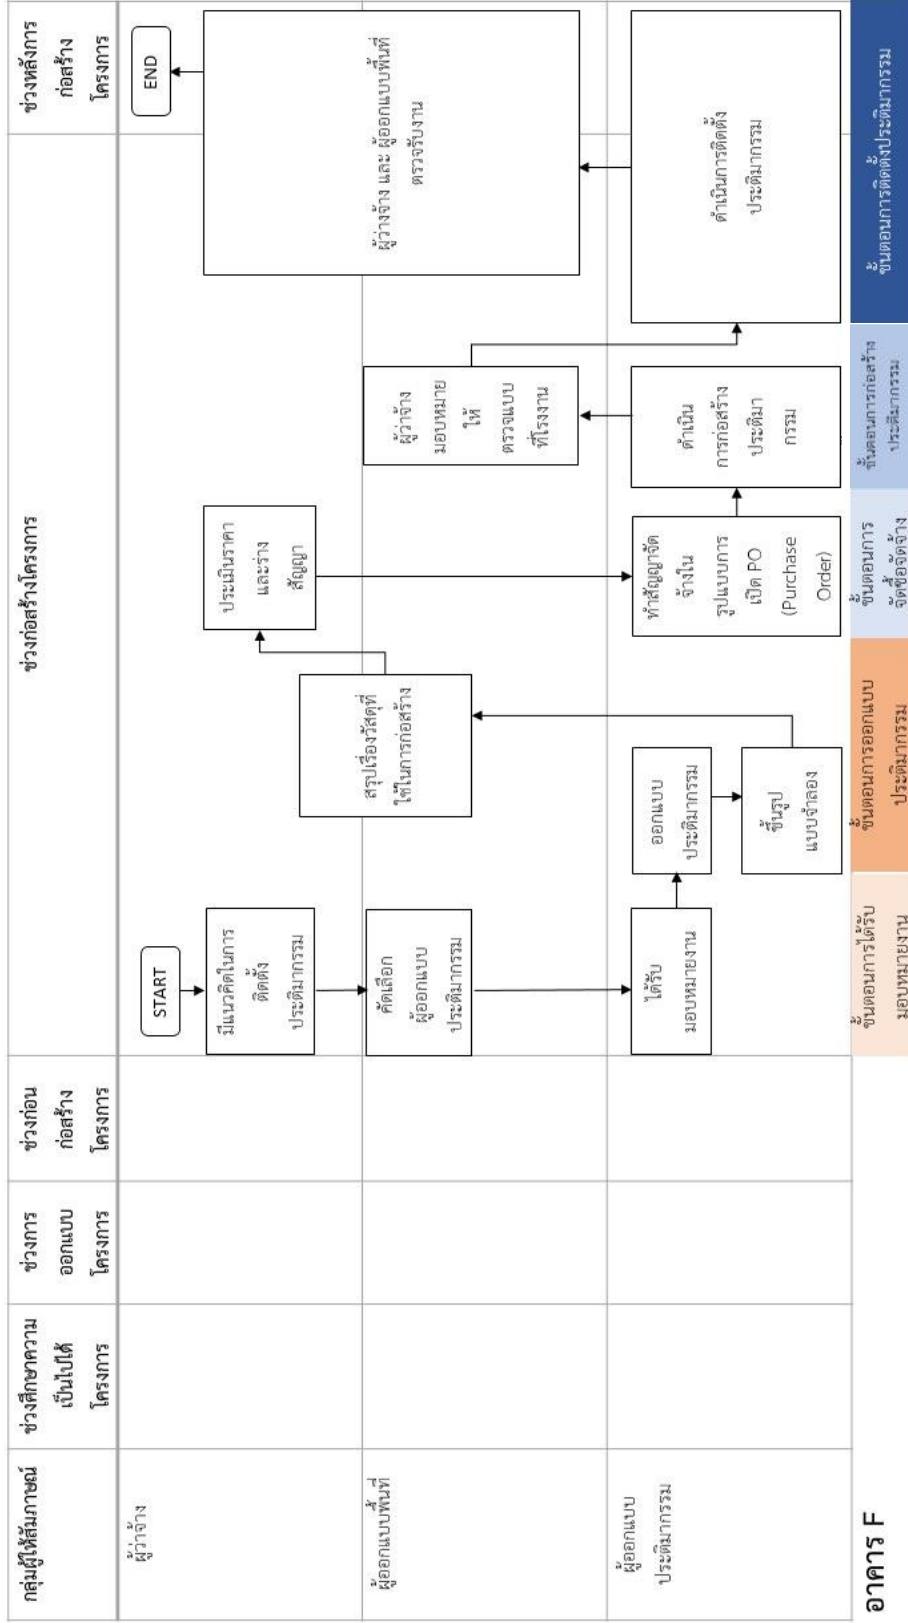 กลุ่มผู้ให้สัมภาษณ์
ช่วงศึกษาความ
เป็นไปได้
โครงการ
ช่วงการ
ออกแบบ
โครงการ
ช่วงก่อน
ก่อสร้าง
โครงการ
ช่วงก่อสร้างโครงการ
ช่วงหลังการ
ก่อสร้าง
โครงการ
ผู้ว่าจ้าง
START
มีแนวคิดในการ
ติดตั้ง
ประติมากรรม
ประเมินราคา
และร่าง
สัญญา
ผู้ว่างจ้าง และ ผู้ออกแบบพื้นที่
ตรวจรับงาน
END
ผู้ออกแบบพื้นที่
คัดเลือก
ผู้ออกแบบ
ประติมากรรม
สรุปเรื่องวัสดุที่
ใช้ในการก่อสร้าง
ผู้ว่าจ้าง
มอบหมาย
ให้
ตรวจแบบ
ที่โรงงาน
ผู้ออกแบบ
ประติมากรรม
ได้รับ
มอบหมายงาน
ออกแบบ
ประติมากรรม
ขึ้นรูป
แบบจำลอง
ทำสัญญาจัด
จ้างใน
รูปแบบการ
เปิด PO
(Purchase
Order)
ดำเนิน
การก่อสร้าง
ประติมา
กรรม
ดำเนินการติดตั้ง
ประติมากรรม
อาคาร F
ขั้นตอนการได้รับ
มอบหมายงาน
ขั้นตอนการออกแบบ
ประติมากรรม
ขั้นตอนการ
จัดซื้อจัดจ้าง
ขั้นตอนการก่อสร้าง
ประติมากรรม
ขั้นตอนการติดตั้งประติมากรรม